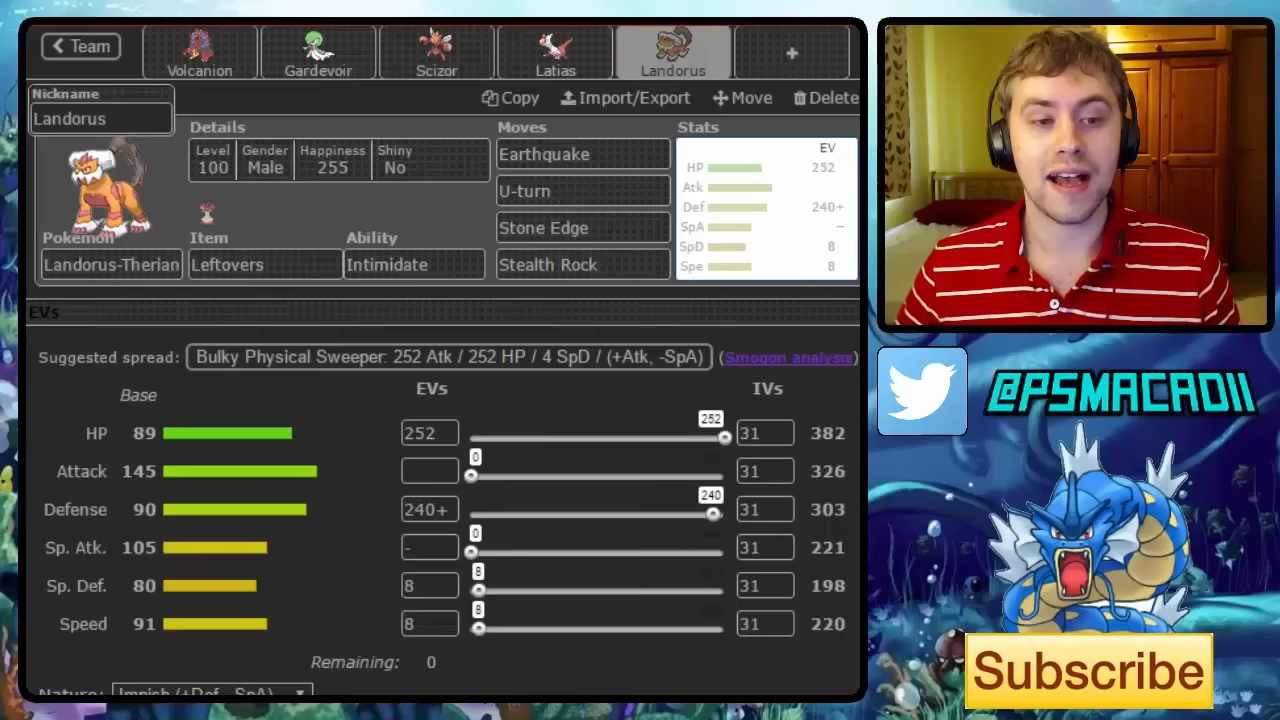 Team
Volcanion
Gardevoir
Scizor
Latias
Landorus
+
Copy
Import/Export
Move
Delete
Nickname
Landorus
Details
Level
100
Gender
Male
Happiness
255
Shiny
No
Pokemon
Landorus-Therian
Item
Leftovers
Ability
Intimidate
Moves
Earthquake
U-turn
Stone Edge
Stealth Rock
Stats
EV
HP 252
Atk
Def 240+
SpA −
SpD 8
Spe 8
EVs
Suggested spread: Bulky Physical Sweeper: 252 Atk / 252 HP / 4 SpD / (+Atk, -SpA) (Smogon analysis)
Base EVs IVs
HP 89 252 252 31 382
Attack 145 0 31 326
Defense 90 240+ 240 31 303
Sp. Atk. 105 - 0 31 221
Sp. Def. 80 8 8 31 198
Speed 91 8 8 31 220
Remaining: 0
Nature: Impish (+Def, -SpA)
@PSMACADII
Subscribe